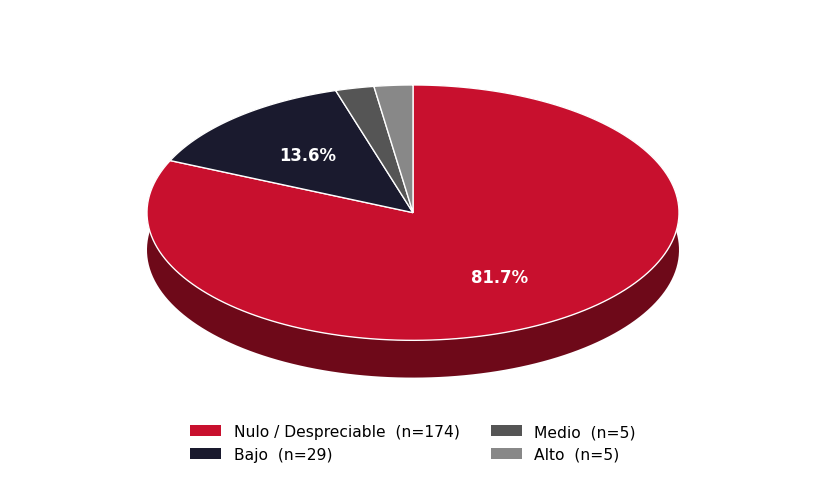 13.6%
81.7%
Nulo / Despreciable (n=174)
Bajo (n=29)
Medio (n=5)
Alto (n=5)